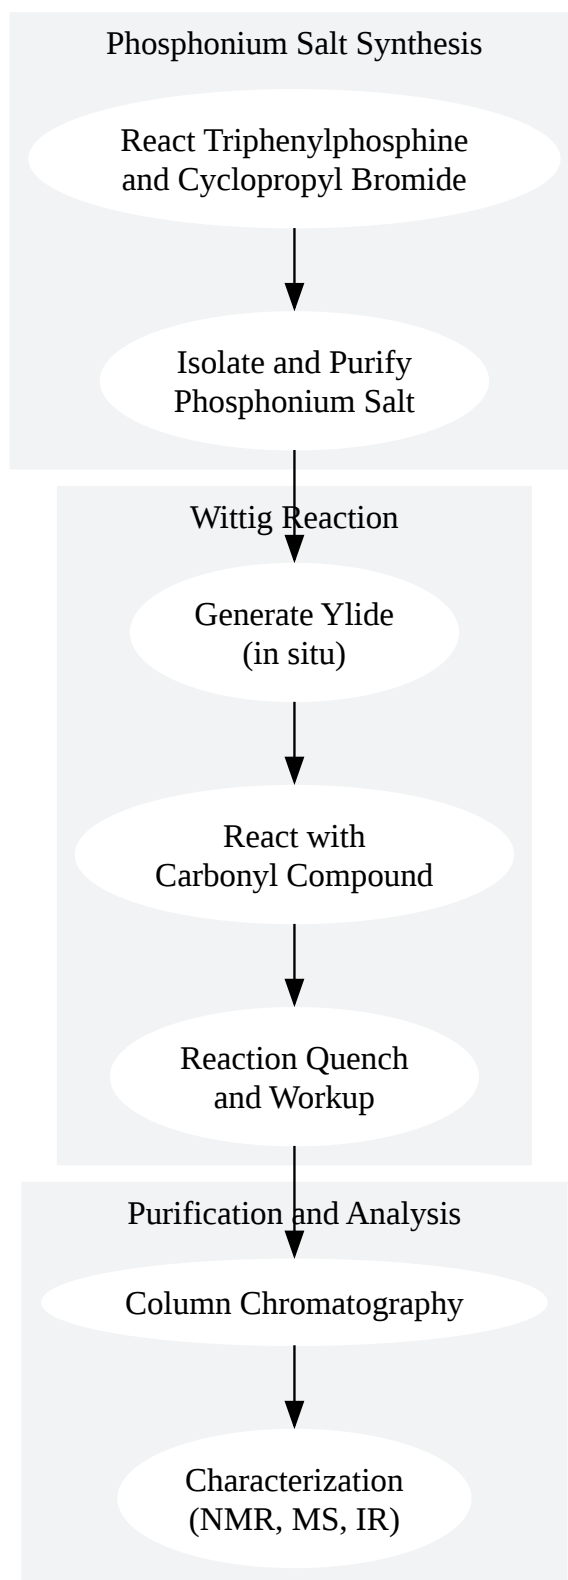 Phosphonium Salt Synthesis
React Triphenylphosphine
and Cyclopropyl Bromide
Isolate and Purify
Phosphonium Salt
Wittig Reaction
Generate Ylide
(in situ)
React with
Carbonyl Compound
Reaction Quench
and Workup
Purification and Analysis
Column Chromatography
Characterization
(NMR, MS, IR)